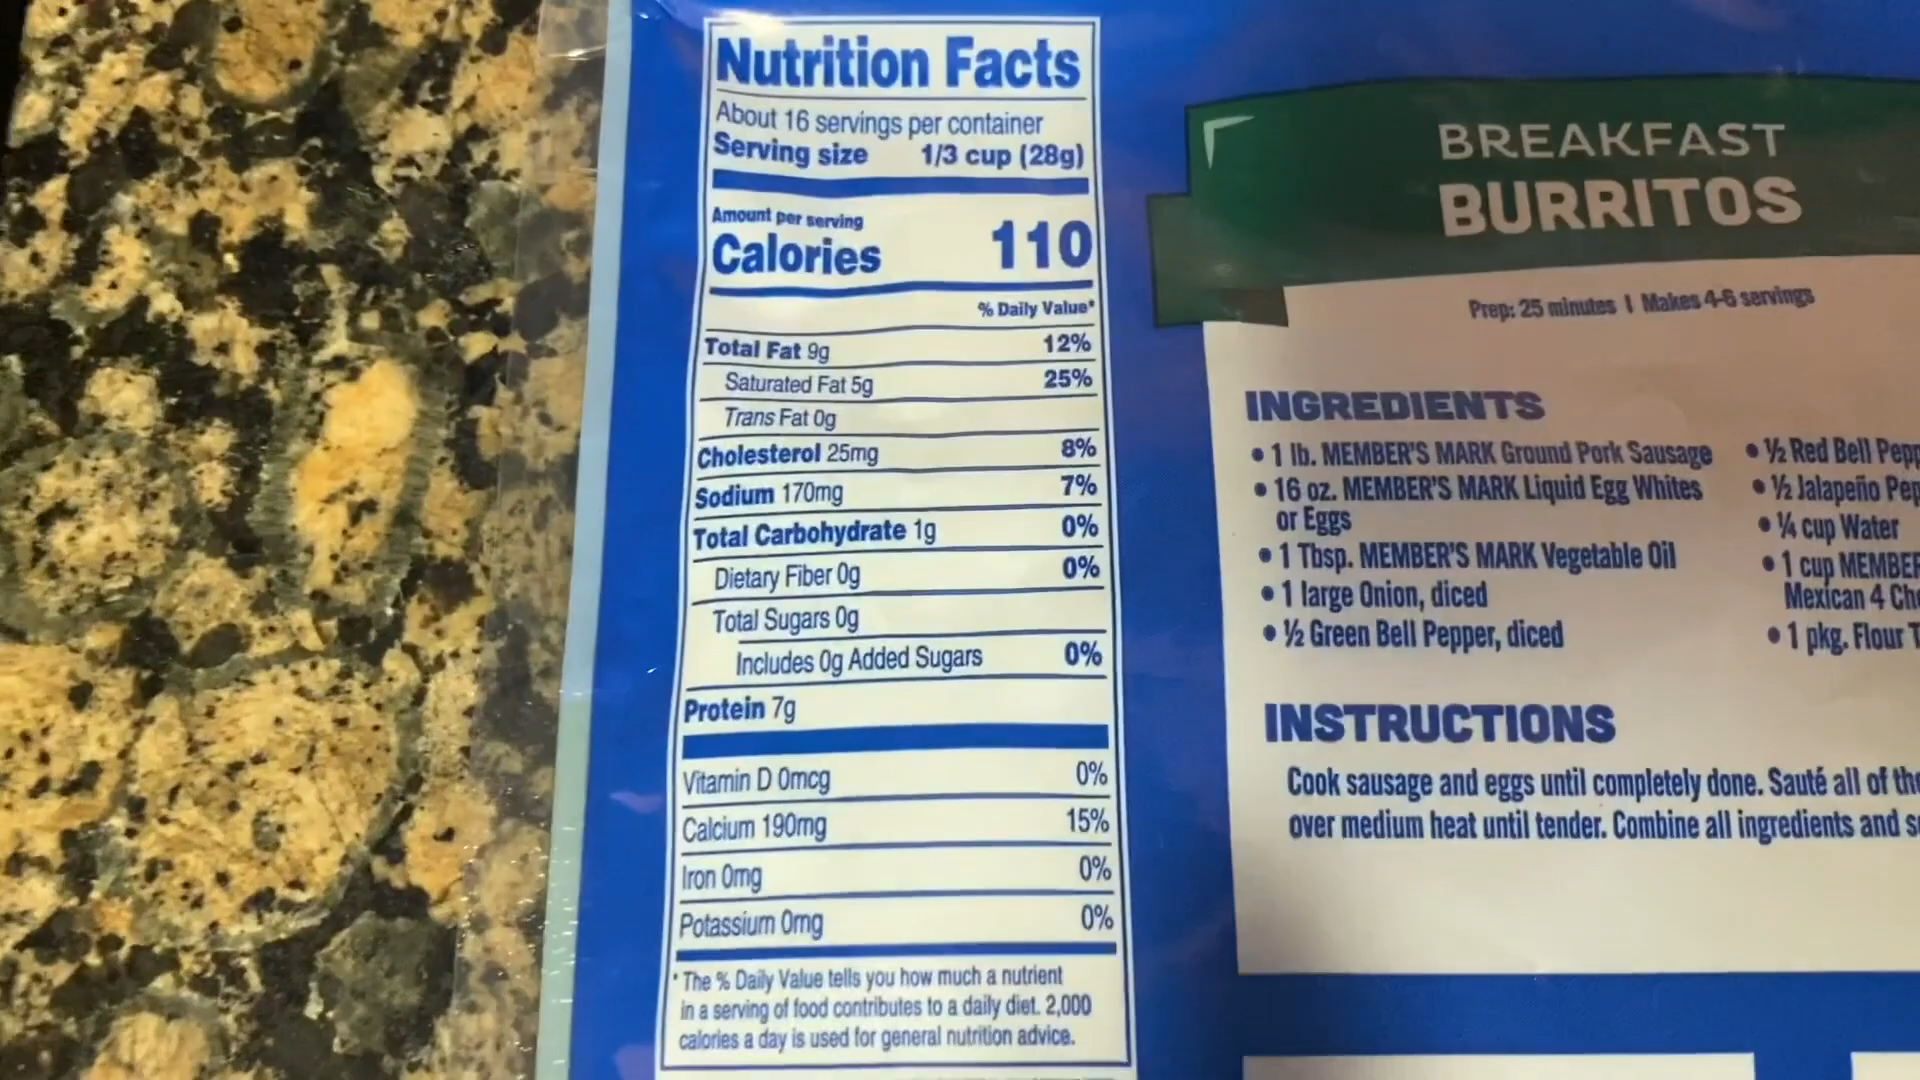 Nutrition Facts
About 16 servings per container
Serving size 1/3 cup (28g)
Amount per serving
Calories 110
% Daily Value*
Total Fat 9g 12%
Saturated Fat 5g 25%
Trans Fat 0g
Cholesterol 25mg 8%
Sodium 170mg 7%
Total Carbohydrate 1g 0%
Dietary Fiber 0g 0%
Total Sugars 0g
Includes 0g Added Sugars 0%
Protein 7g
Vitamin D 0mcg 0%
Calcium 190mg 15%
Iron 0mg 0%
Potassium 0mg 0%
* The % Daily Value tells you how much a nutrient
in a serving of food contributes to a daily diet. 2,000
calories a day is used for general nutrition advice.
BREAKFAST
BURRITOS
Prep: 25 minutes | Makes 4-6 servings
INGREDIENTS
• 1 lb. MEMBER'S MARK Ground Pork Sausage
• 16 oz. MEMBER'S MARK Liquid Egg Whites
or Eggs
• 1 Tbsp. MEMBER'S MARK Vegetable Oil
• 1 large Onion, diced
• ½ Green Bell Pepper, diced
• ½ Red Bell
• ½ Jalapeño
• ¼ cup Water
• 1 cup
Mexican 4
• 1 pkg. Flour
INSTRUCTIONS
Cook sausage and eggs until completely done. Sauté all of
over medium heat until tender. Combine all ingredients and